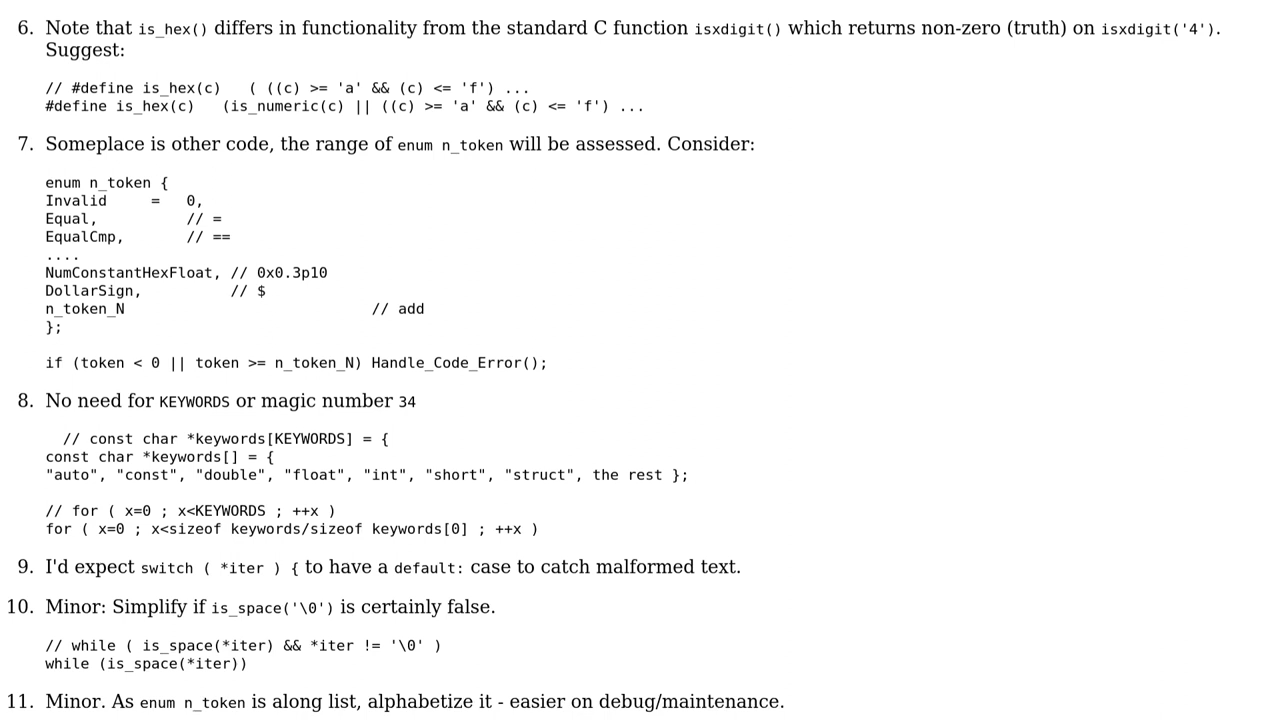 6. Note that is_hex() differs in functionality from the standard C function isxdigit() which returns non-zero (truth) on isxdigit('4').
Suggest:
// #define is_hex(c)   ( ((c) >= 'a' && (c) <= 'f') ...
#define is_hex(c)   (is_numeric(c) || ((c) >= 'a' && (c) <= 'f') ...
7. Someplace is other code, the range of enum n_token will be assessed. Consider:
enum n_token {
Invalid     =   0,
Equal,          // =
EqualCmp,       // ==
....
NumConstantHexFloat, // 0x0.3p10
DollarSign,          // $
n_token_N                            // add
};
if (token < 0 || token >= n_token_N) Handle_Code_Error();
8. No need for KEYWORDS or magic number 34
// const char *keywords[KEYWORDS] = {
const char *keywords[] = {
"auto", "const", "double", "float", "int", "short", "struct", the rest };
// for ( x=0 ; x<KEYWORDS ; ++x )
for ( x=0 ; x<sizeof keywords/sizeof keywords[0] ; ++x )
9. I'd expect switch ( *iter ) { to have a default: case to catch malformed text.
10. Minor: Simplify if is_space('\0') is certainly false.
// while ( is_space(*iter) && *iter != '\0' )
while (is_space(*iter))
11. Minor. As enum n_token is along list, alphabetize it - easier on debug/maintenance.